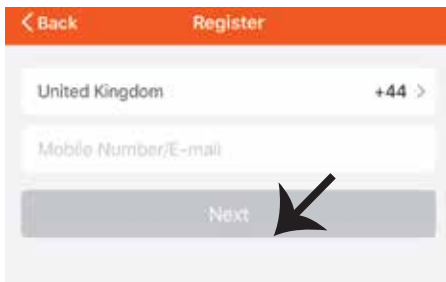 < Back Register
United Kingdom +44 >
Mobile Number/E-mail
Next